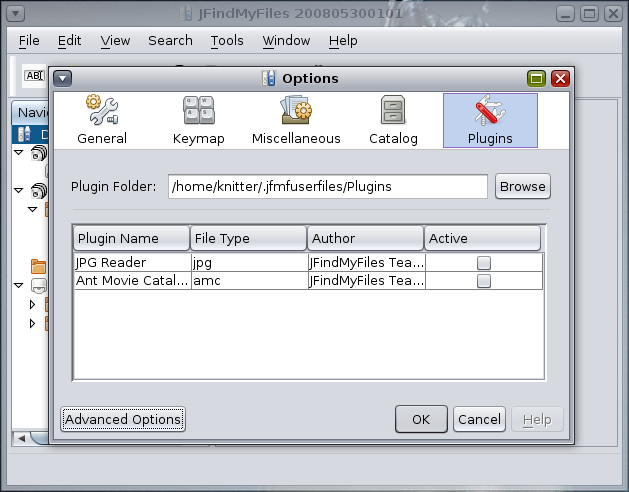 JFindMyFiles 200805300101
File Edit View Search Tools Window Help
ABI
Options
General Keymap Miscellaneous Catalog Plugins
Plugin Folder: /home/knitter/.jfmfuserfiles/Plugins Browse
Plugin Name File Type Author Active
JPG Reader jpg JFindMyFiles Tea...
Ant Movie Catal... amc JFindMyFiles Tea...
Advanced Options OK Cancel Help